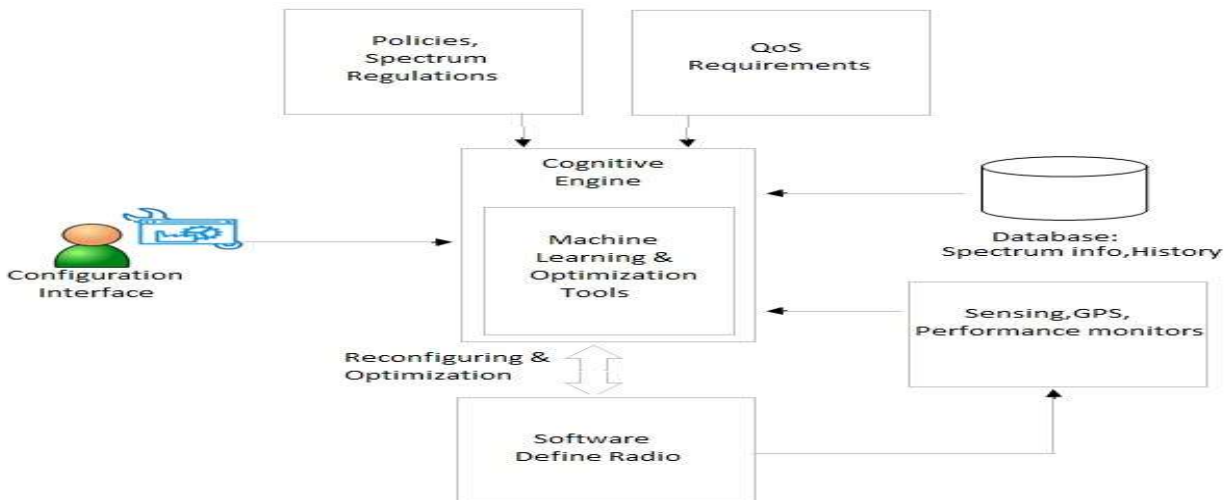 Policies,
Spectrum
Regulations
QoS
Requirements
Cognitive
Engine
Machine
Learning &
Optimization
Tools
Configuration
Interface
Database:
Spectrum info,History
Sensing,GPS,
Performance monitors
Reconfiguring &
Optimization
Software
Define Radio